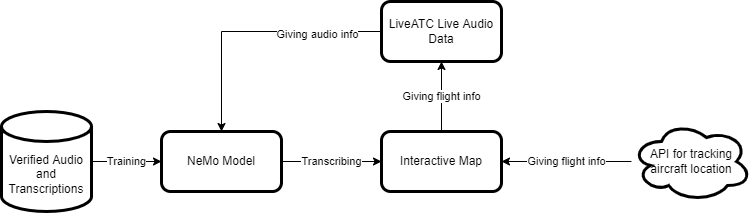 LiveATC Live Audio
Data
Giving audio info
Giving flight info
Verified Audio
and
Transcriptions
Training
NeMo Model
Transcribing
Interactive Map
Giving flight info
API for tracking
aircraft location